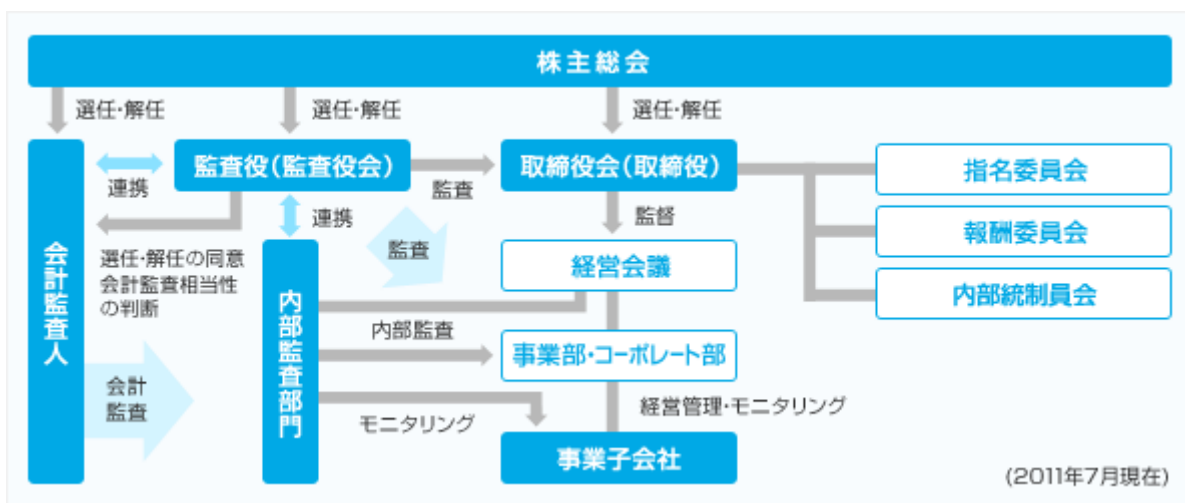 株主総会
選任・解任
選任・解任
選任・解任
監査役(監査役会)
取締役会(取締役)
指名委員会
連携
監査
連携
監督
報酬委員会
会計監査人
選任・解任の同意
会計監査相当性
の判断
監査
経営会議
内部統制員会
内部監査部門
内部監査
事業部・コーポレート部
会計
監査
モニタリング
経営管理・モニタリング
事業子会社
(2011年7月現在)